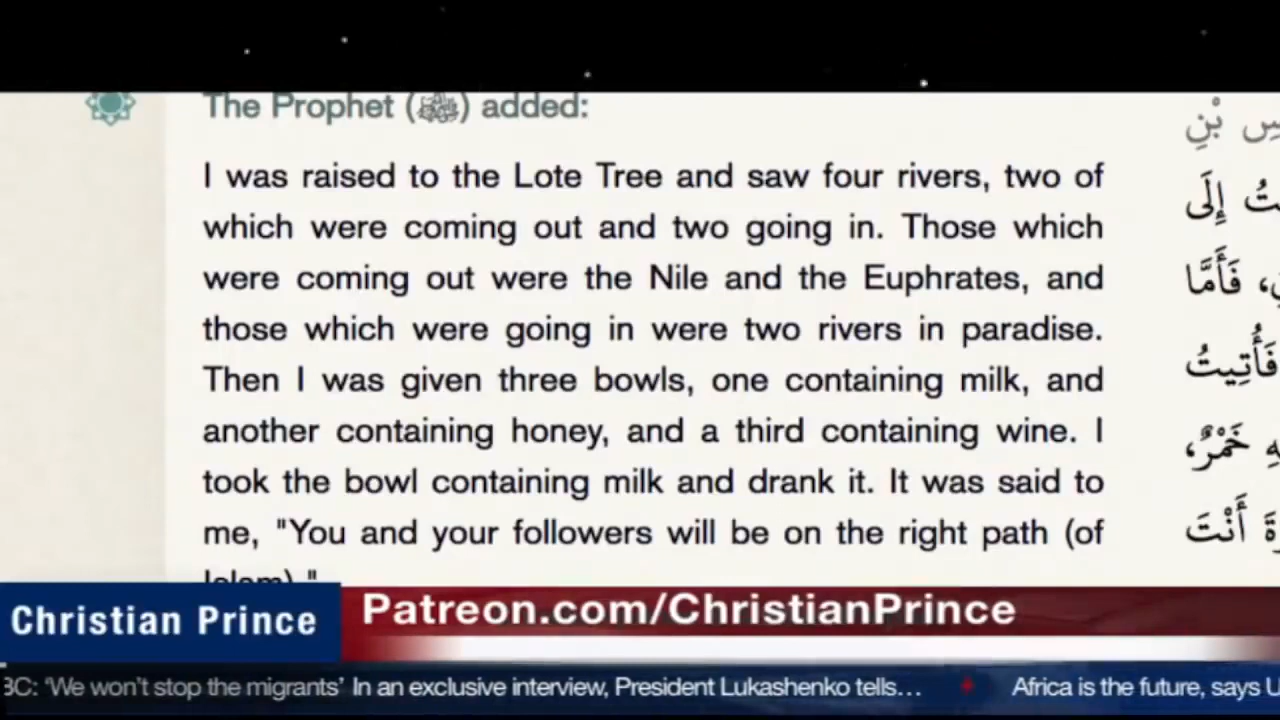 The Prophet (ﷺ) added:
I was raised to the Lote Tree and saw four rivers, two of
which were coming out and two going in. Those which
were coming out were the Nile and the Euphrates, and
those which were going in were two rivers in paradise.
Then I was given three bowls, one containing milk, and
another containing honey, and a third containing wine. I
took the bowl containing milk and drank it. It was said to
me, "You and your followers will be on the right path (of
Islam)."
بْنِ
إِلَى
فَأَمَّا
فَأُتِيتُ
خَمْرٌ،
أَنْتَ
Christian Prince
Patreon.com/ChristianPrince
BC: 'We won't stop the migrants' In an exclusive interview, President Lukashenko tells...
Africa is the future, says U